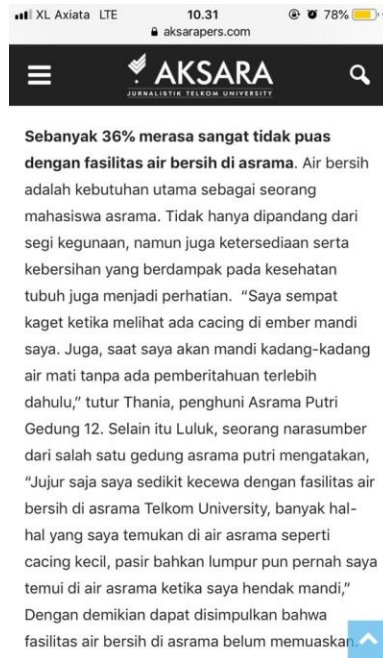 XL Axiata LTE 10.31 78%
aksarapers.com
AKSARA
JURNALISTIK TELKOM UNIVERSITY
Sebanyak 36% merasa sangat tidak puas
dengan fasilitas air bersih di asrama. Air bersih
adalah kebutuhan utama sebagai seorang
mahasiswa asrama. Tidak hanya dipandang dari
segi kegunaan, namun juga ketersediaan serta
kebersihan yang berdampak pada kesehatan
tubuh juga menjadi perhatian. “Saya sempat
kaget ketika melihat ada cacing di ember mandi
saya. Juga, saat saya akan mandi kadang-kadang
air mati tanpa ada pemberitahuan terlebih
dahulu,” tutur Thania, penghuni Asrama Putri
Gedung 12. Selain itu Luluk, seorang narasumber
dari salah satu gedung asrama putri mengatakan,
“Jujur saja saya sedikit kecewa dengan fasilitas air
bersih di asrama Telkom University, banyak hal-
hal yang saya temukan di air asrama seperti
cacing kecil, pasir bahkan lumpur pun pernah saya
temui di air asrama ketika saya hendak mandi,”
Dengan demikian dapat disimpulkan bahwa
fasilitas air bersih di asrama belum memuaskan.